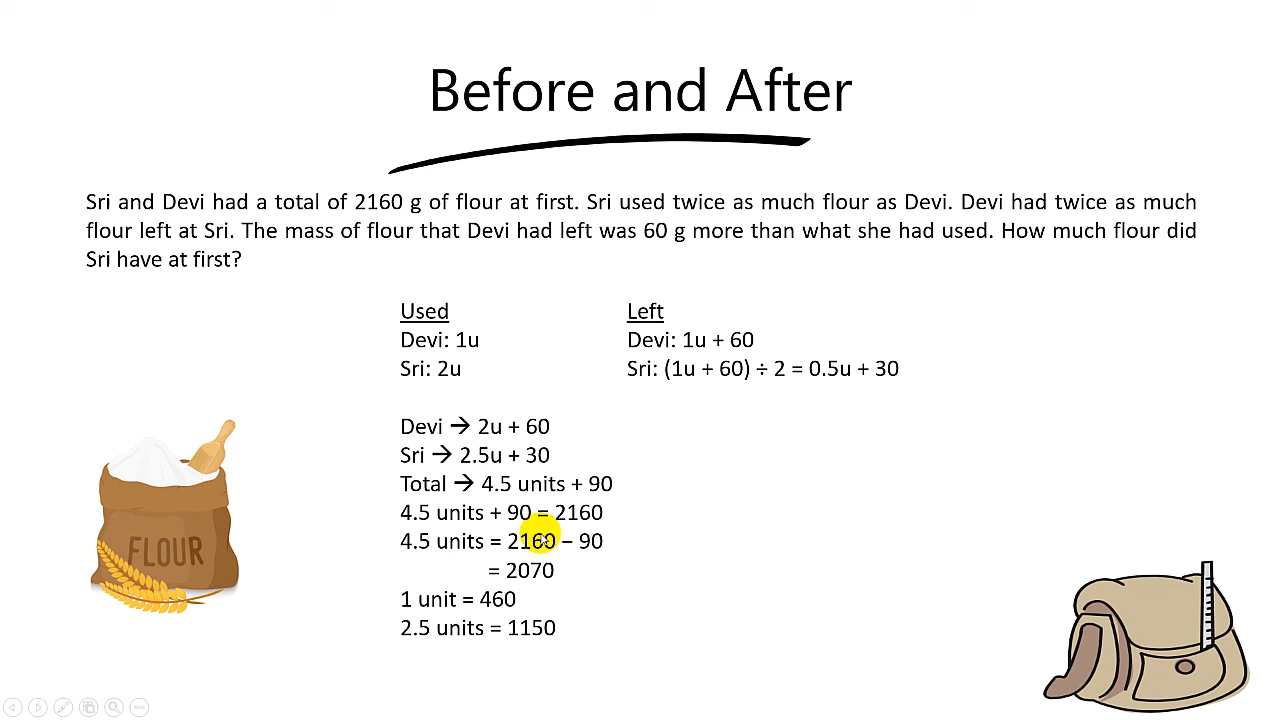 Before and After
Sri and Devi had a total of 2160 g of flour at first. Sri used twice as much flour as Devi. Devi had twice as much
flour left at Sri. The mass of flour that Devi had left was 60 g more than what she had used. How much flour did
Sri have at first?
Used
Devi: 1u
Sri: 2u
Left
Devi: 1u + 60
Sri: (1u + 60) ÷ 2 = 0.5u + 30
Devi → 2u + 60
Sri → 2.5u + 30
Total → 4.5 units + 90
4.5 units + 90 = 2160
4.5 units = 2160 – 90
= 2070
1 unit = 460
2.5 units = 1150
FLOUR